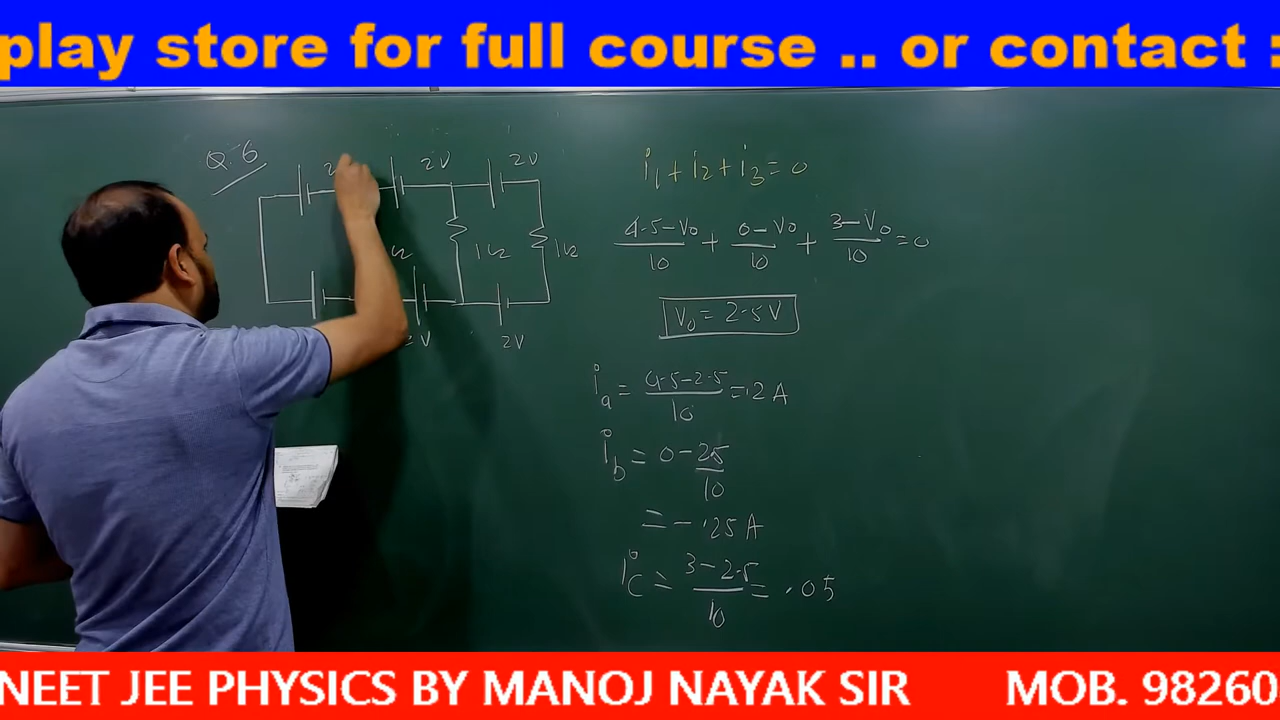 play store for full course .. or contact :
Q.6
2V 2V
i1 + i2 + i3 = 0
1Ω 1Ω
2V
4.5-V0/10 + 0-V0/10 + 3-V0/10 = 0
V0 = 2.5V
ia = 4.5-2.5/10 = .2 A
ib = 0-2.5/10
= - .25 A
ic = 3-2.5/10 = .05
NEET JEE PHYSICS BY MANOJ NAYAK SIR MOB. 98260